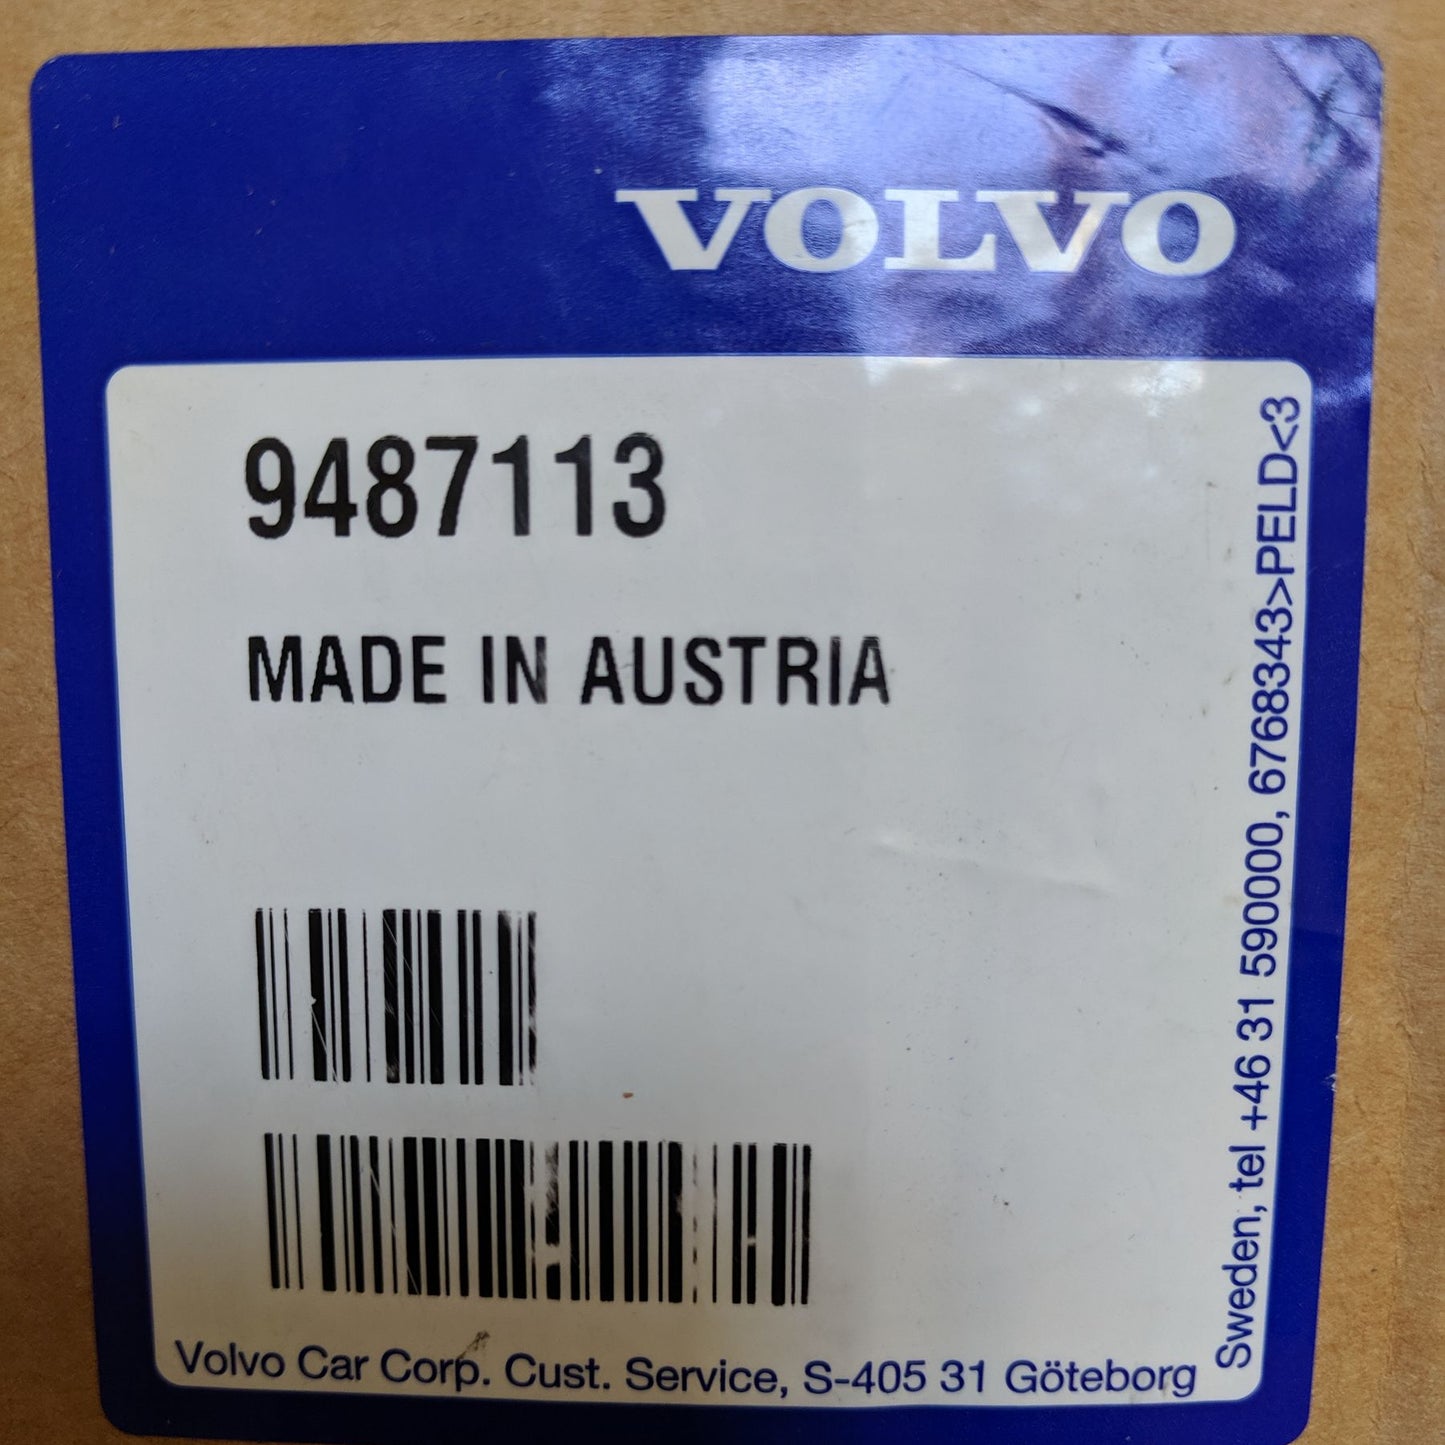 VOLVO
9487113
MADE IN AUSTRIA
Volvo Car Corp. Cust. Service, S-405 31 Göteborg
Sweden, tel +46 31 590000, 6768343>PELD<3